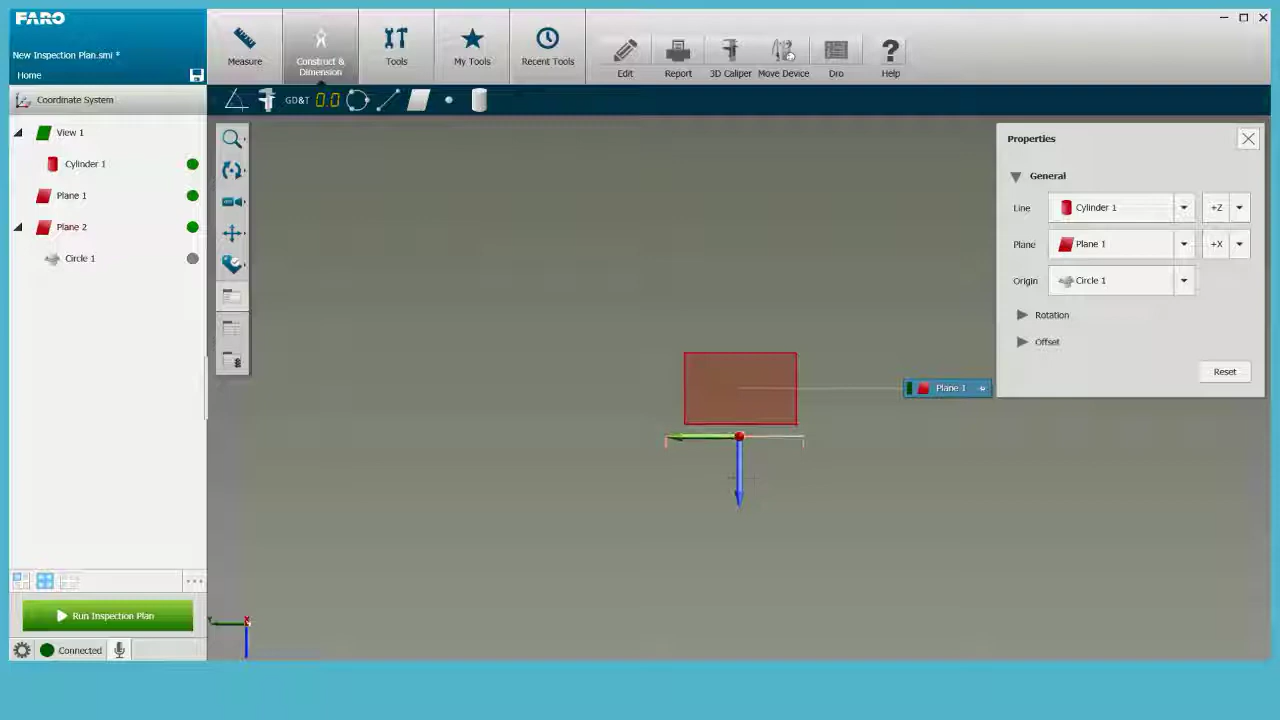 FARO
New Inspection Plan.smi *
Home
Measure
Construct &
Dimension
Tools
My Tools
Recent Tools
Edit
Report
3D Caliper
Move Device
Dro
Help
GD&T 0.0
Coordinate System
View 1
Cylinder 1
Plane 1
Plane 2
Circle 1
Properties
General
Line Cylinder 1 +Z
Plane Plane 1 +X
Origin Circle 1
Rotation
Offset
Reset
Plane 1
Run Inspection Plan
Connected